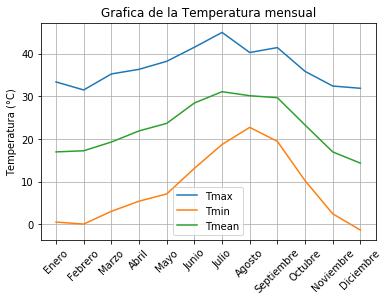 Grafica de la Temperatura mensual
Temperatura (°C)
40
30
20
10
0
Tmax
Tmin
Tmean
Enero
Febrero
Marzo
Abril
Mayo
Junio
Julio
Agosto
Septiembre
Octubre
Noviembre
Diciembre